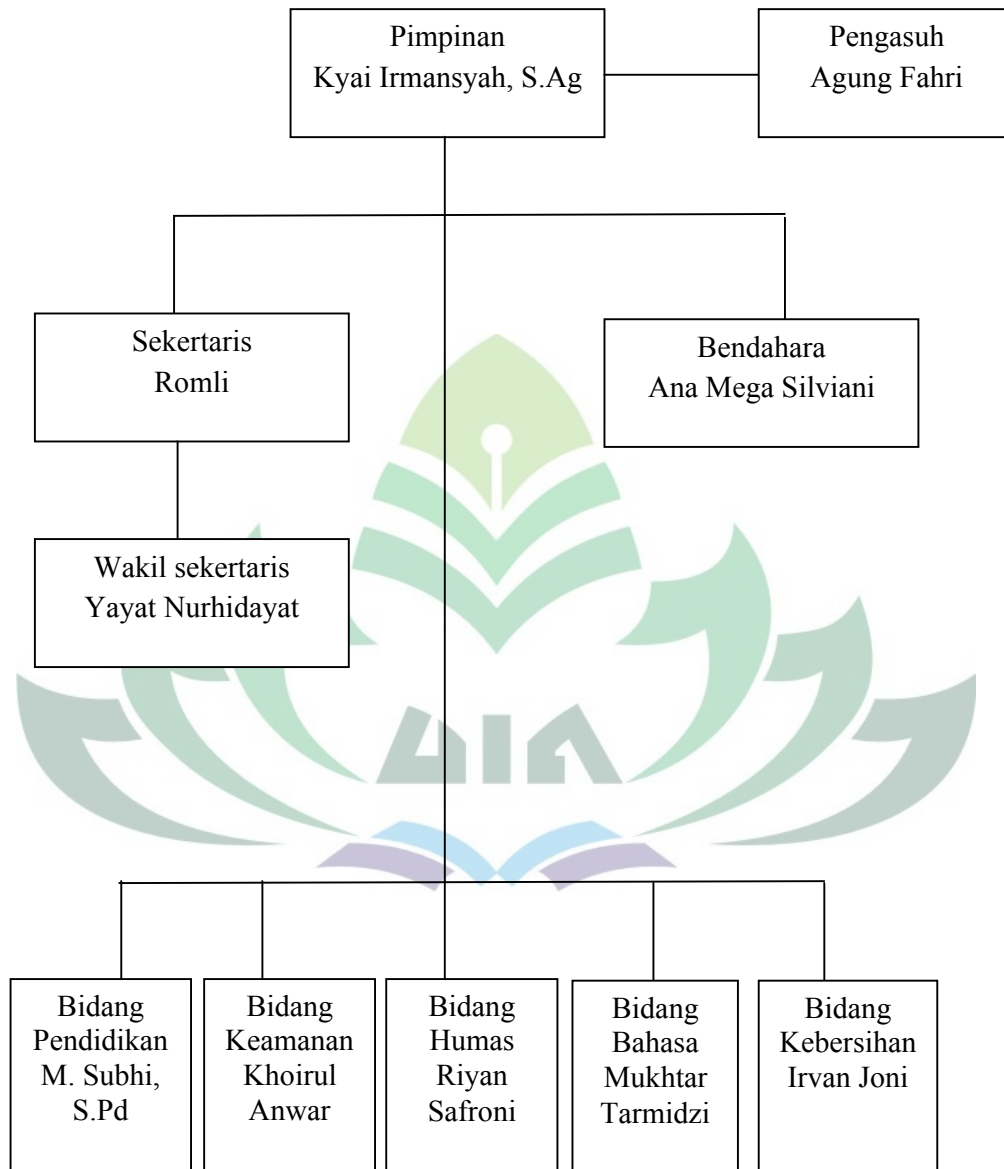 Pimpinan
Kyai Irmansyah, S.Ag
Pengasuh
Agung Fahri
Sekertaris
Romli
Bendahara
Ana Mega Silviani
Wakil sekertaris
Yayat Nurhidayat
UIN
Bidang
Pendidikan
M. Subhi,
S.Pd
Bidang
Keamanan
Khoirul
Anwar
Bidang
Humas
Riyan
Safroni
Bidang
Bahasa
Mukhtar
Tarmidzi
Bidang
Kebersihan
Irvan Joni